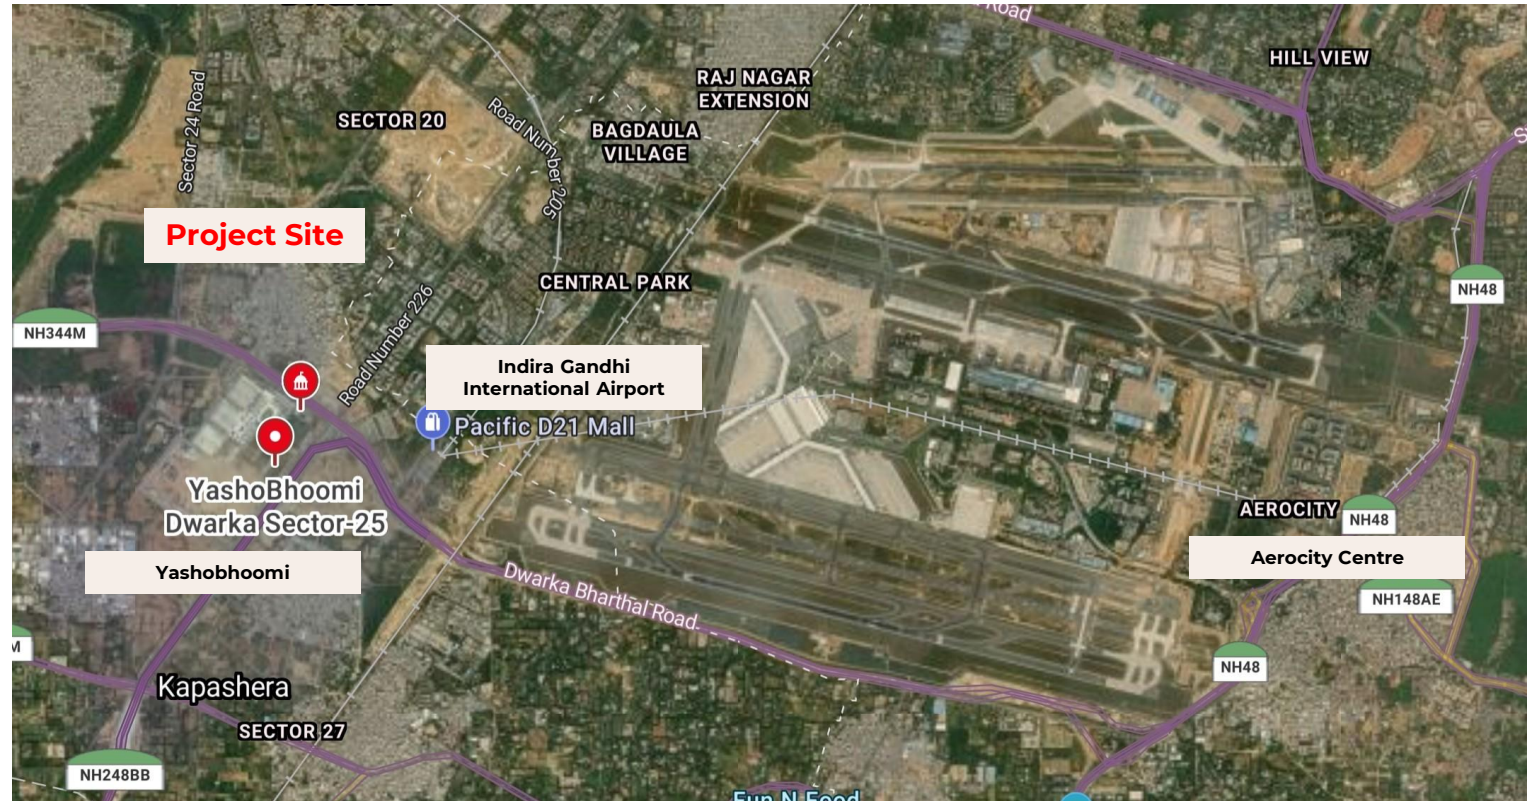 Road
HILL VIEW
RAJ NAGAR
EXTENSION
Sector 24 Road
SECTOR 20
Road Number 205
BAGDAULA
VILLAGE
Project Site
CENTRAL PARK
NH48
NH344M
Road Number 226
Indira Gandhi
International Airport
Pacific D21 Mall
YashoBhoomi
Dwarka Sector-25
AEROCITY
NH48
Aerocity Centre
Yashobhoomi
Dwarka Bharthal Road
NH148AE
M
NH48
Kapashera
SECTOR 27
NH248BB
Fun N Food